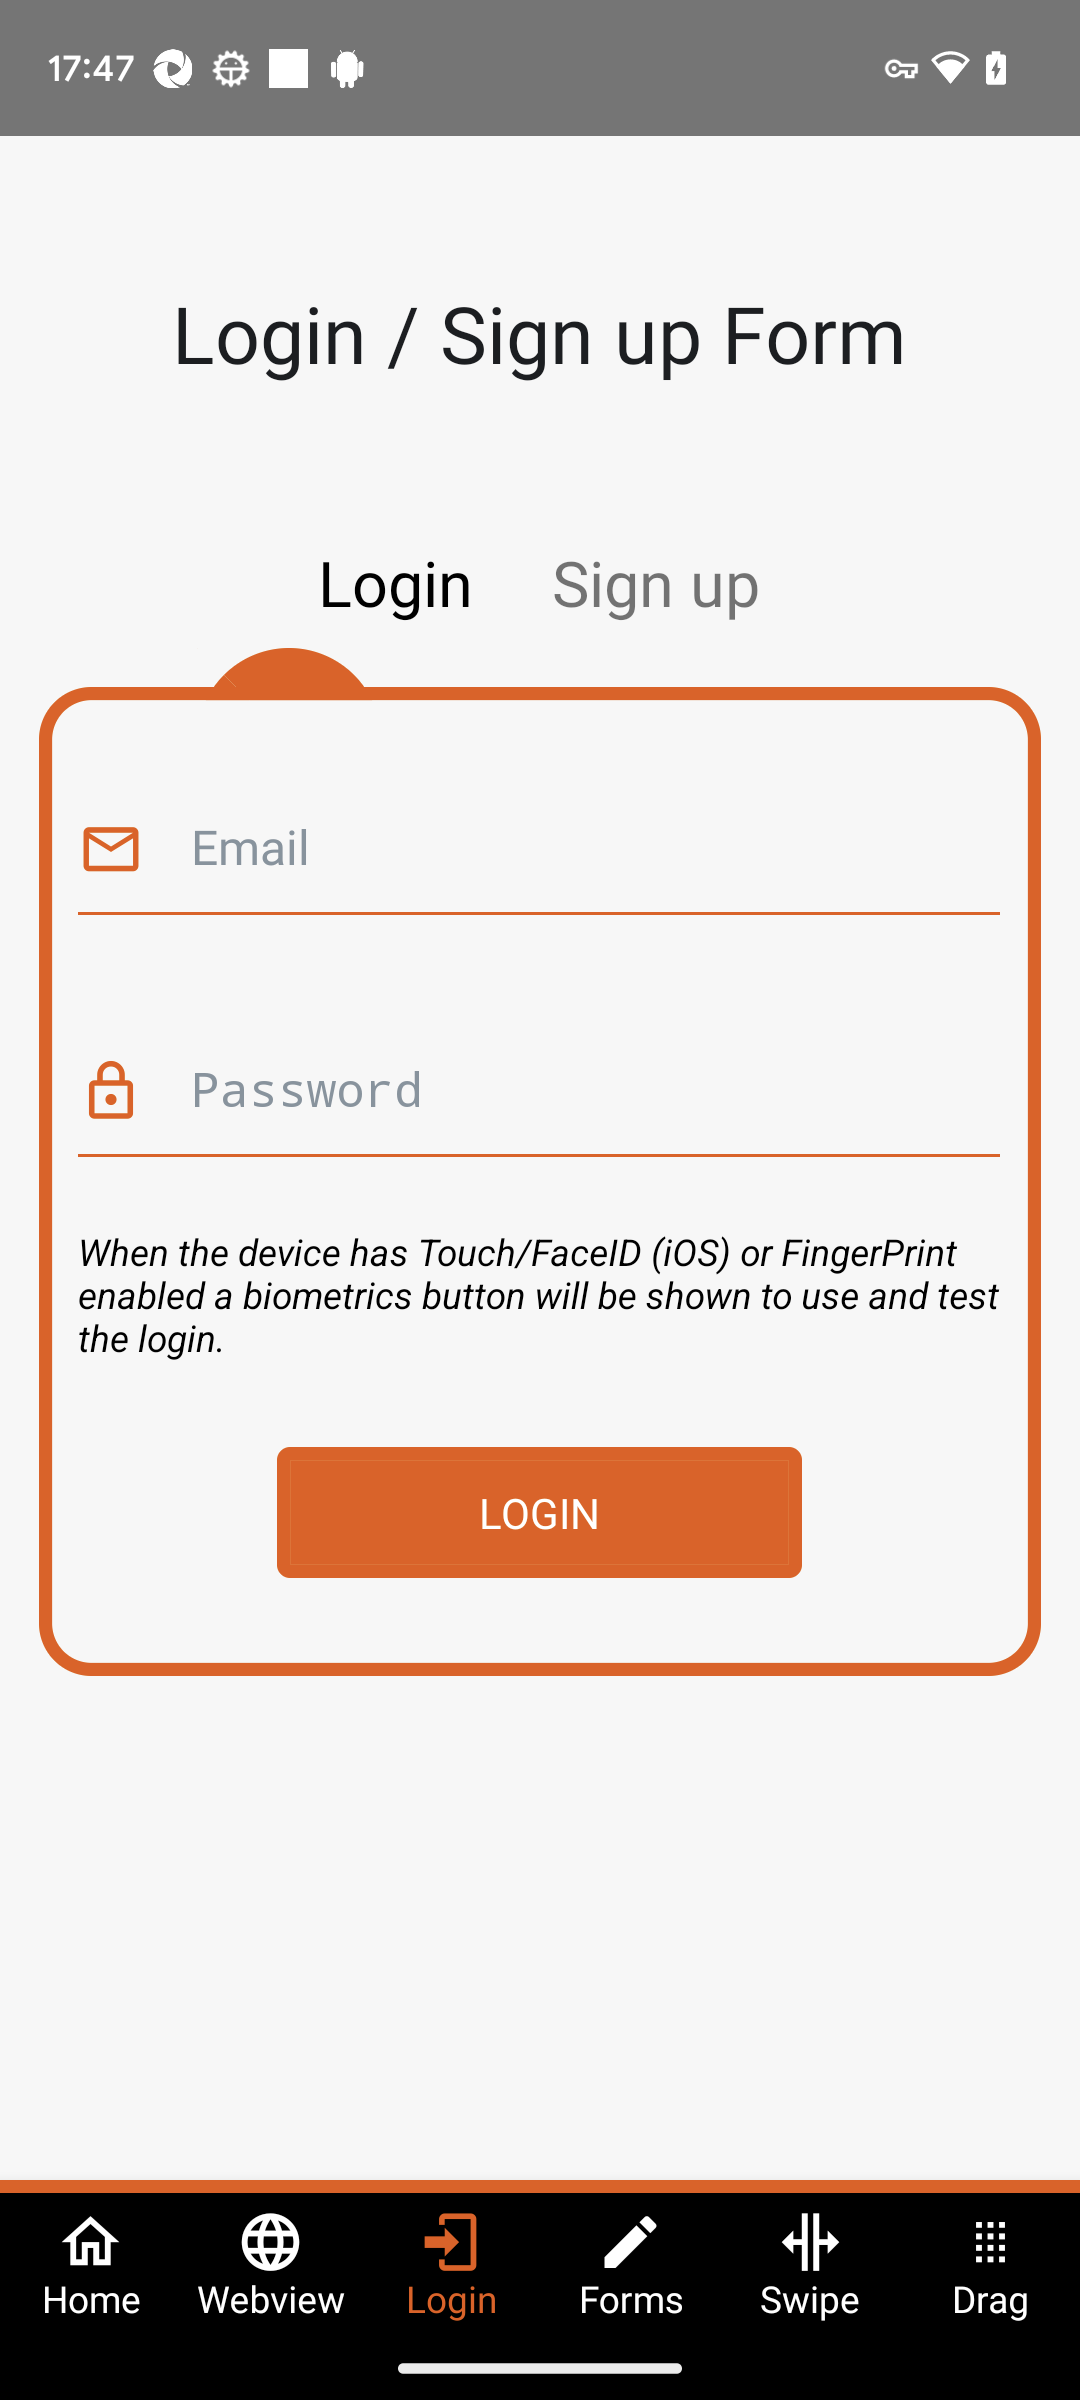 17:47
Login / Sign up Form
Login Sign up
Email
Password
When the device has Touch/FaceID (iOS) or FingerPrint
enabled a biometrics button will be shown to use and test
the login.
LOGIN
Home Webview Login Forms Swipe Drag